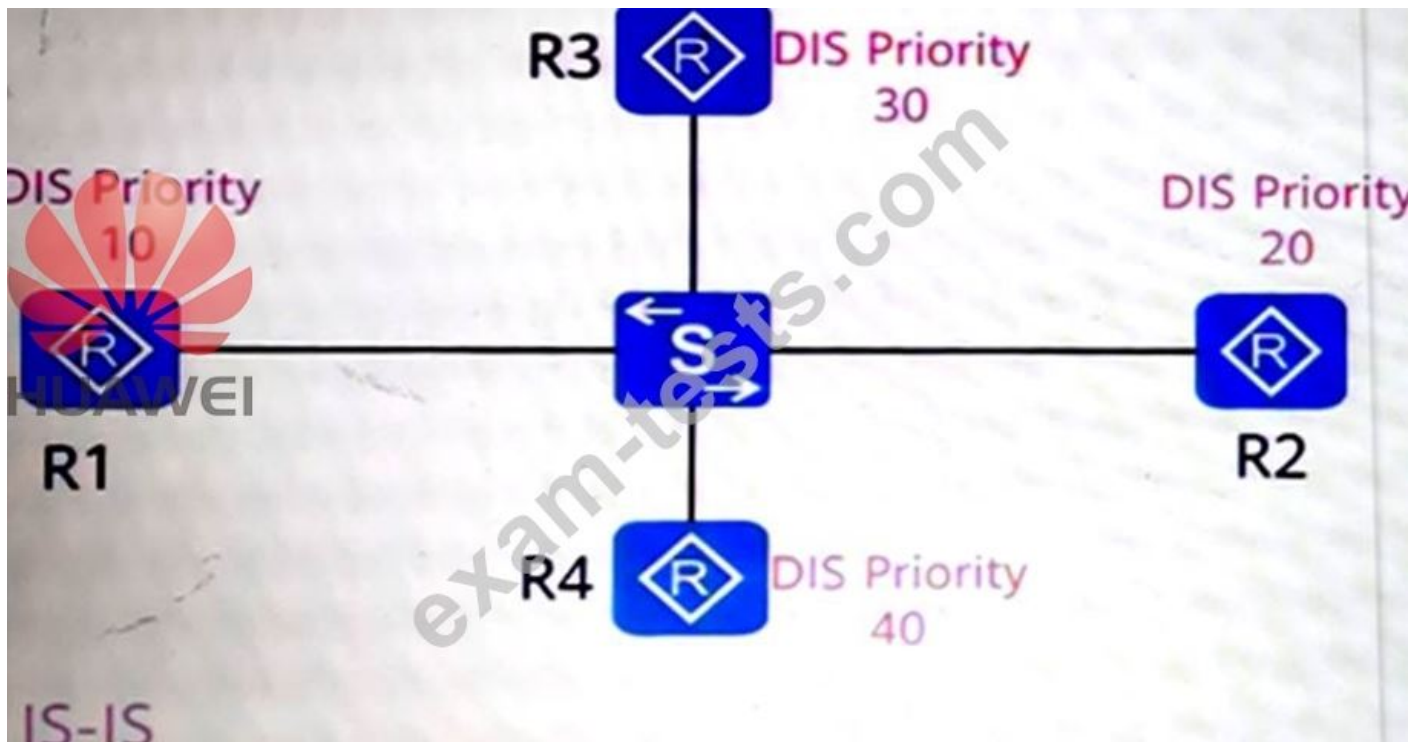 R3
DIS Priority
30
DIS Priority
10
DIS Priority
20
R
R
S
R
HUAWEI
R1
R2
R4
R
DIS Priority
40
IS-IS
exam-tests.com